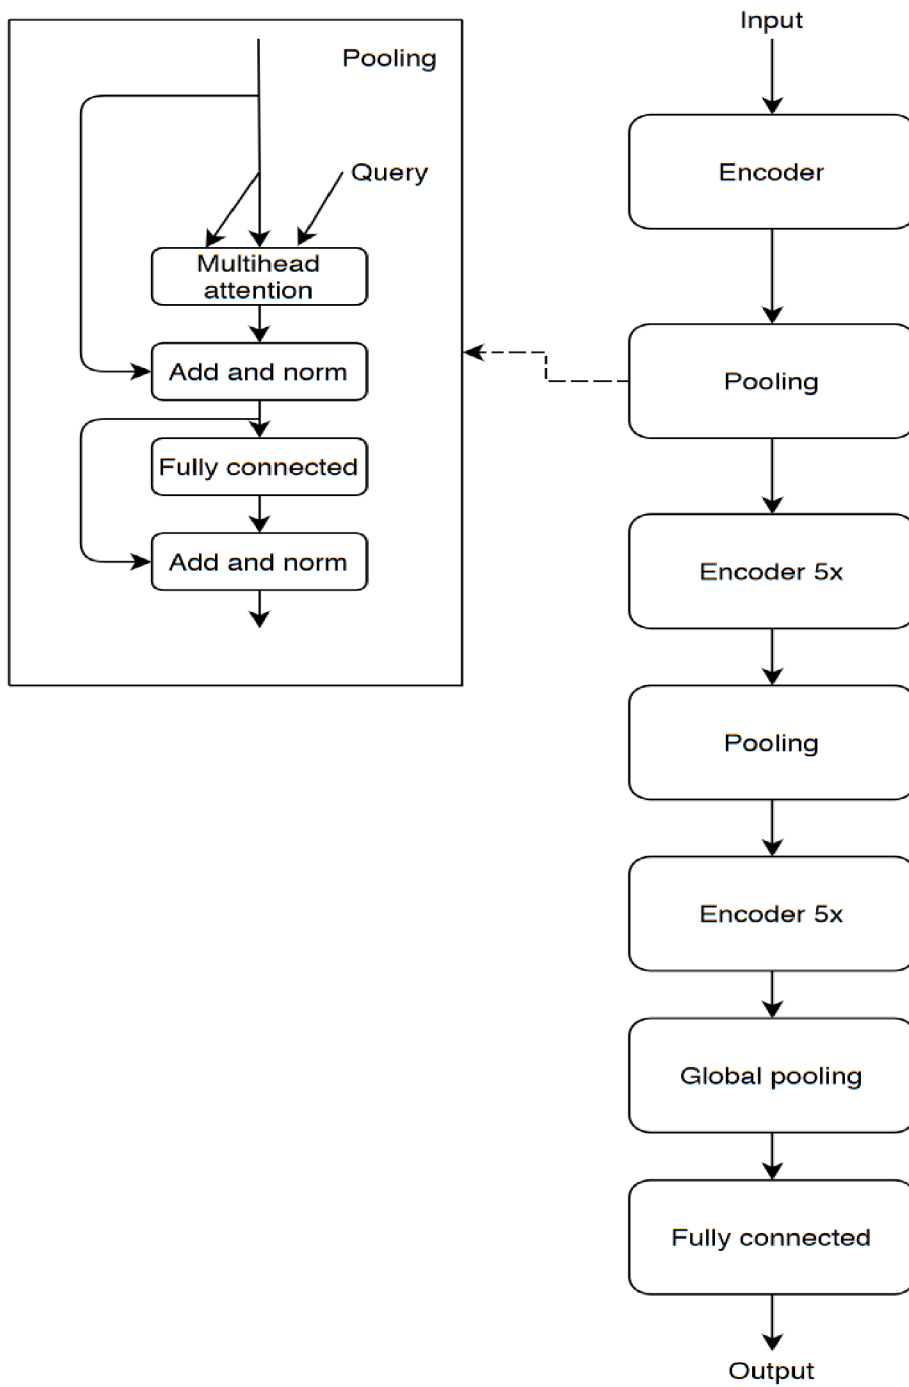 Pooling
Query
Multihead
attention
Add and norm
Fully connected
Add and norm
Input
Encoder
Pooling
Encoder 5x
Pooling
Encoder 5x
Global pooling
Fully connected
Output